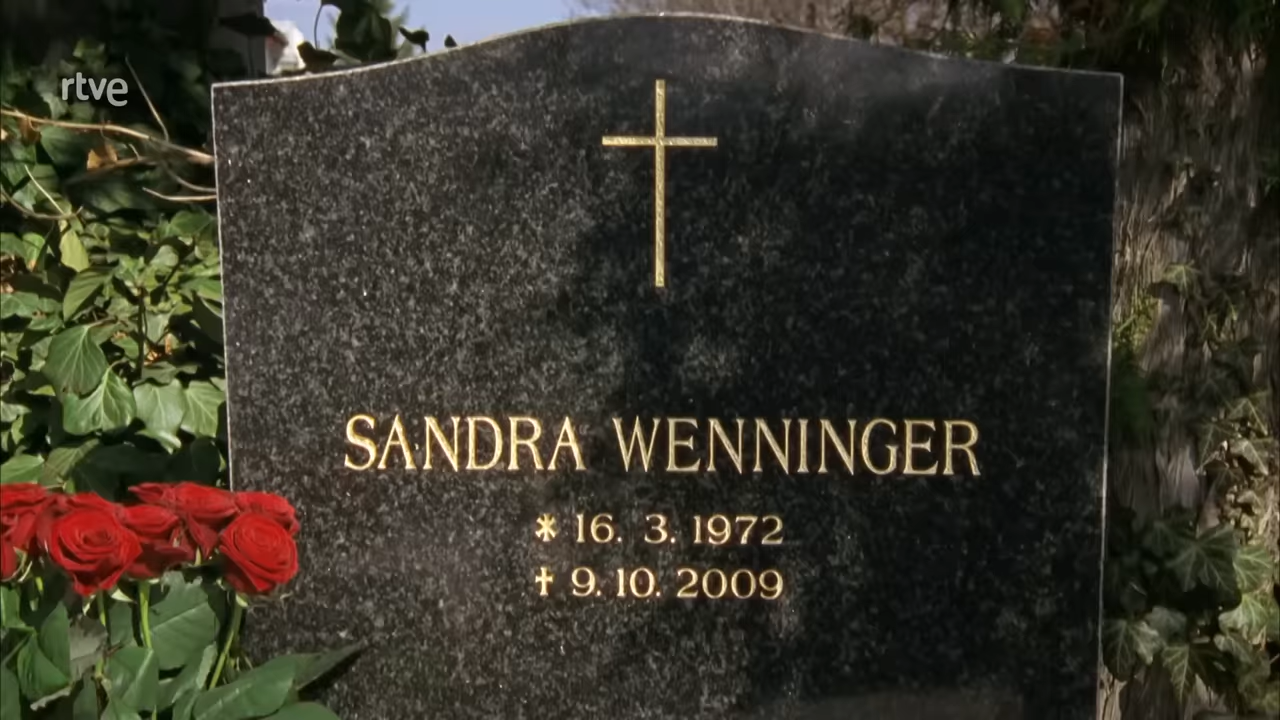 rtve
SANDRA WENNINGER
* 16. 3. 1972
† 9. 10. 2009